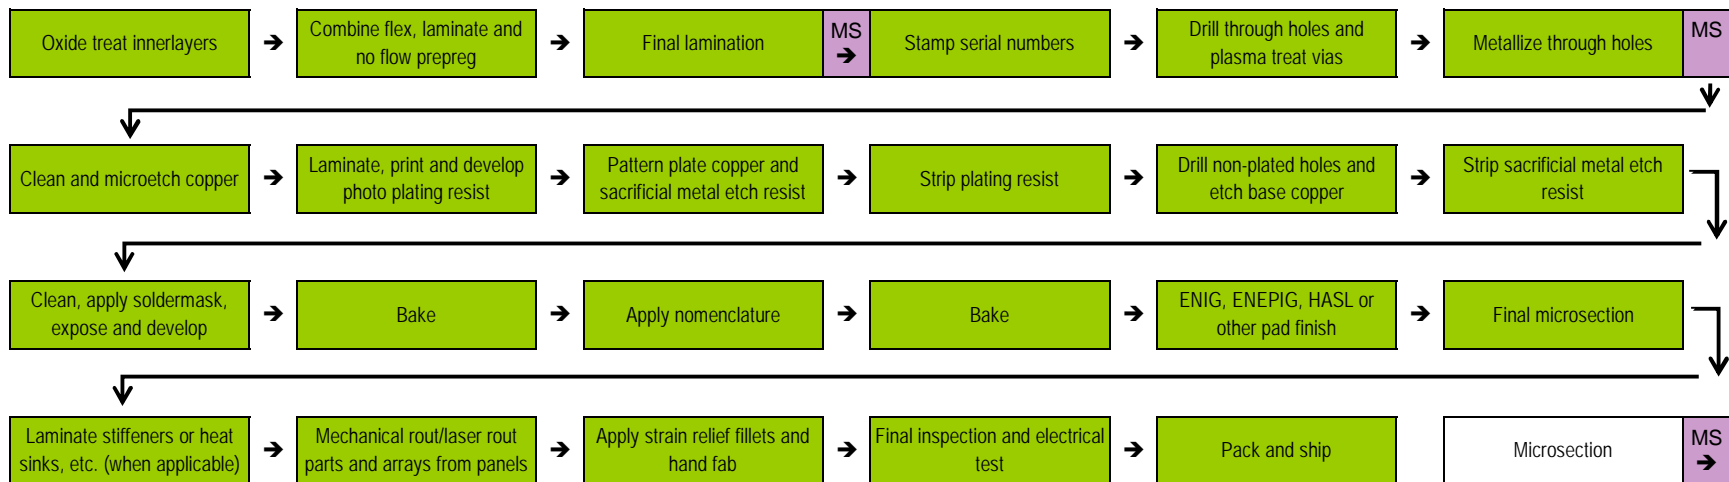 Oxide treat innerlayers
➔
Combine flex, laminate and
no flow prepreg
➔
Final lamination
MS
➔
Stamp serial numbers
➔
Drill through holes and
plasma treat vias
➔
Metallize through holes
MS
Clean and microetch copper
➔
Laminate, print and develop
photo plating resist
➔
Pattern plate copper and
sacrificial metal etch resist
➔
Strip plating resist
➔
Drill non-plated holes and
etch base copper
➔
Strip sacrificial metal etch
resist
Clean, apply soldermask,
expose and develop
➔
Bake
➔
Apply nomenclature
➔
Bake
➔
ENIG, ENEPIG, HASL or
other pad finish
➔
Final microsection
Laminate stiffeners or heat
sinks, etc. (when applicable)
➔
Mechanical rout/laser rout
parts and arrays from panels
➔
Apply strain relief fillets and
hand fab
➔
Final inspection and electrical
test
➔
Pack and ship
Microsection
MS
➔